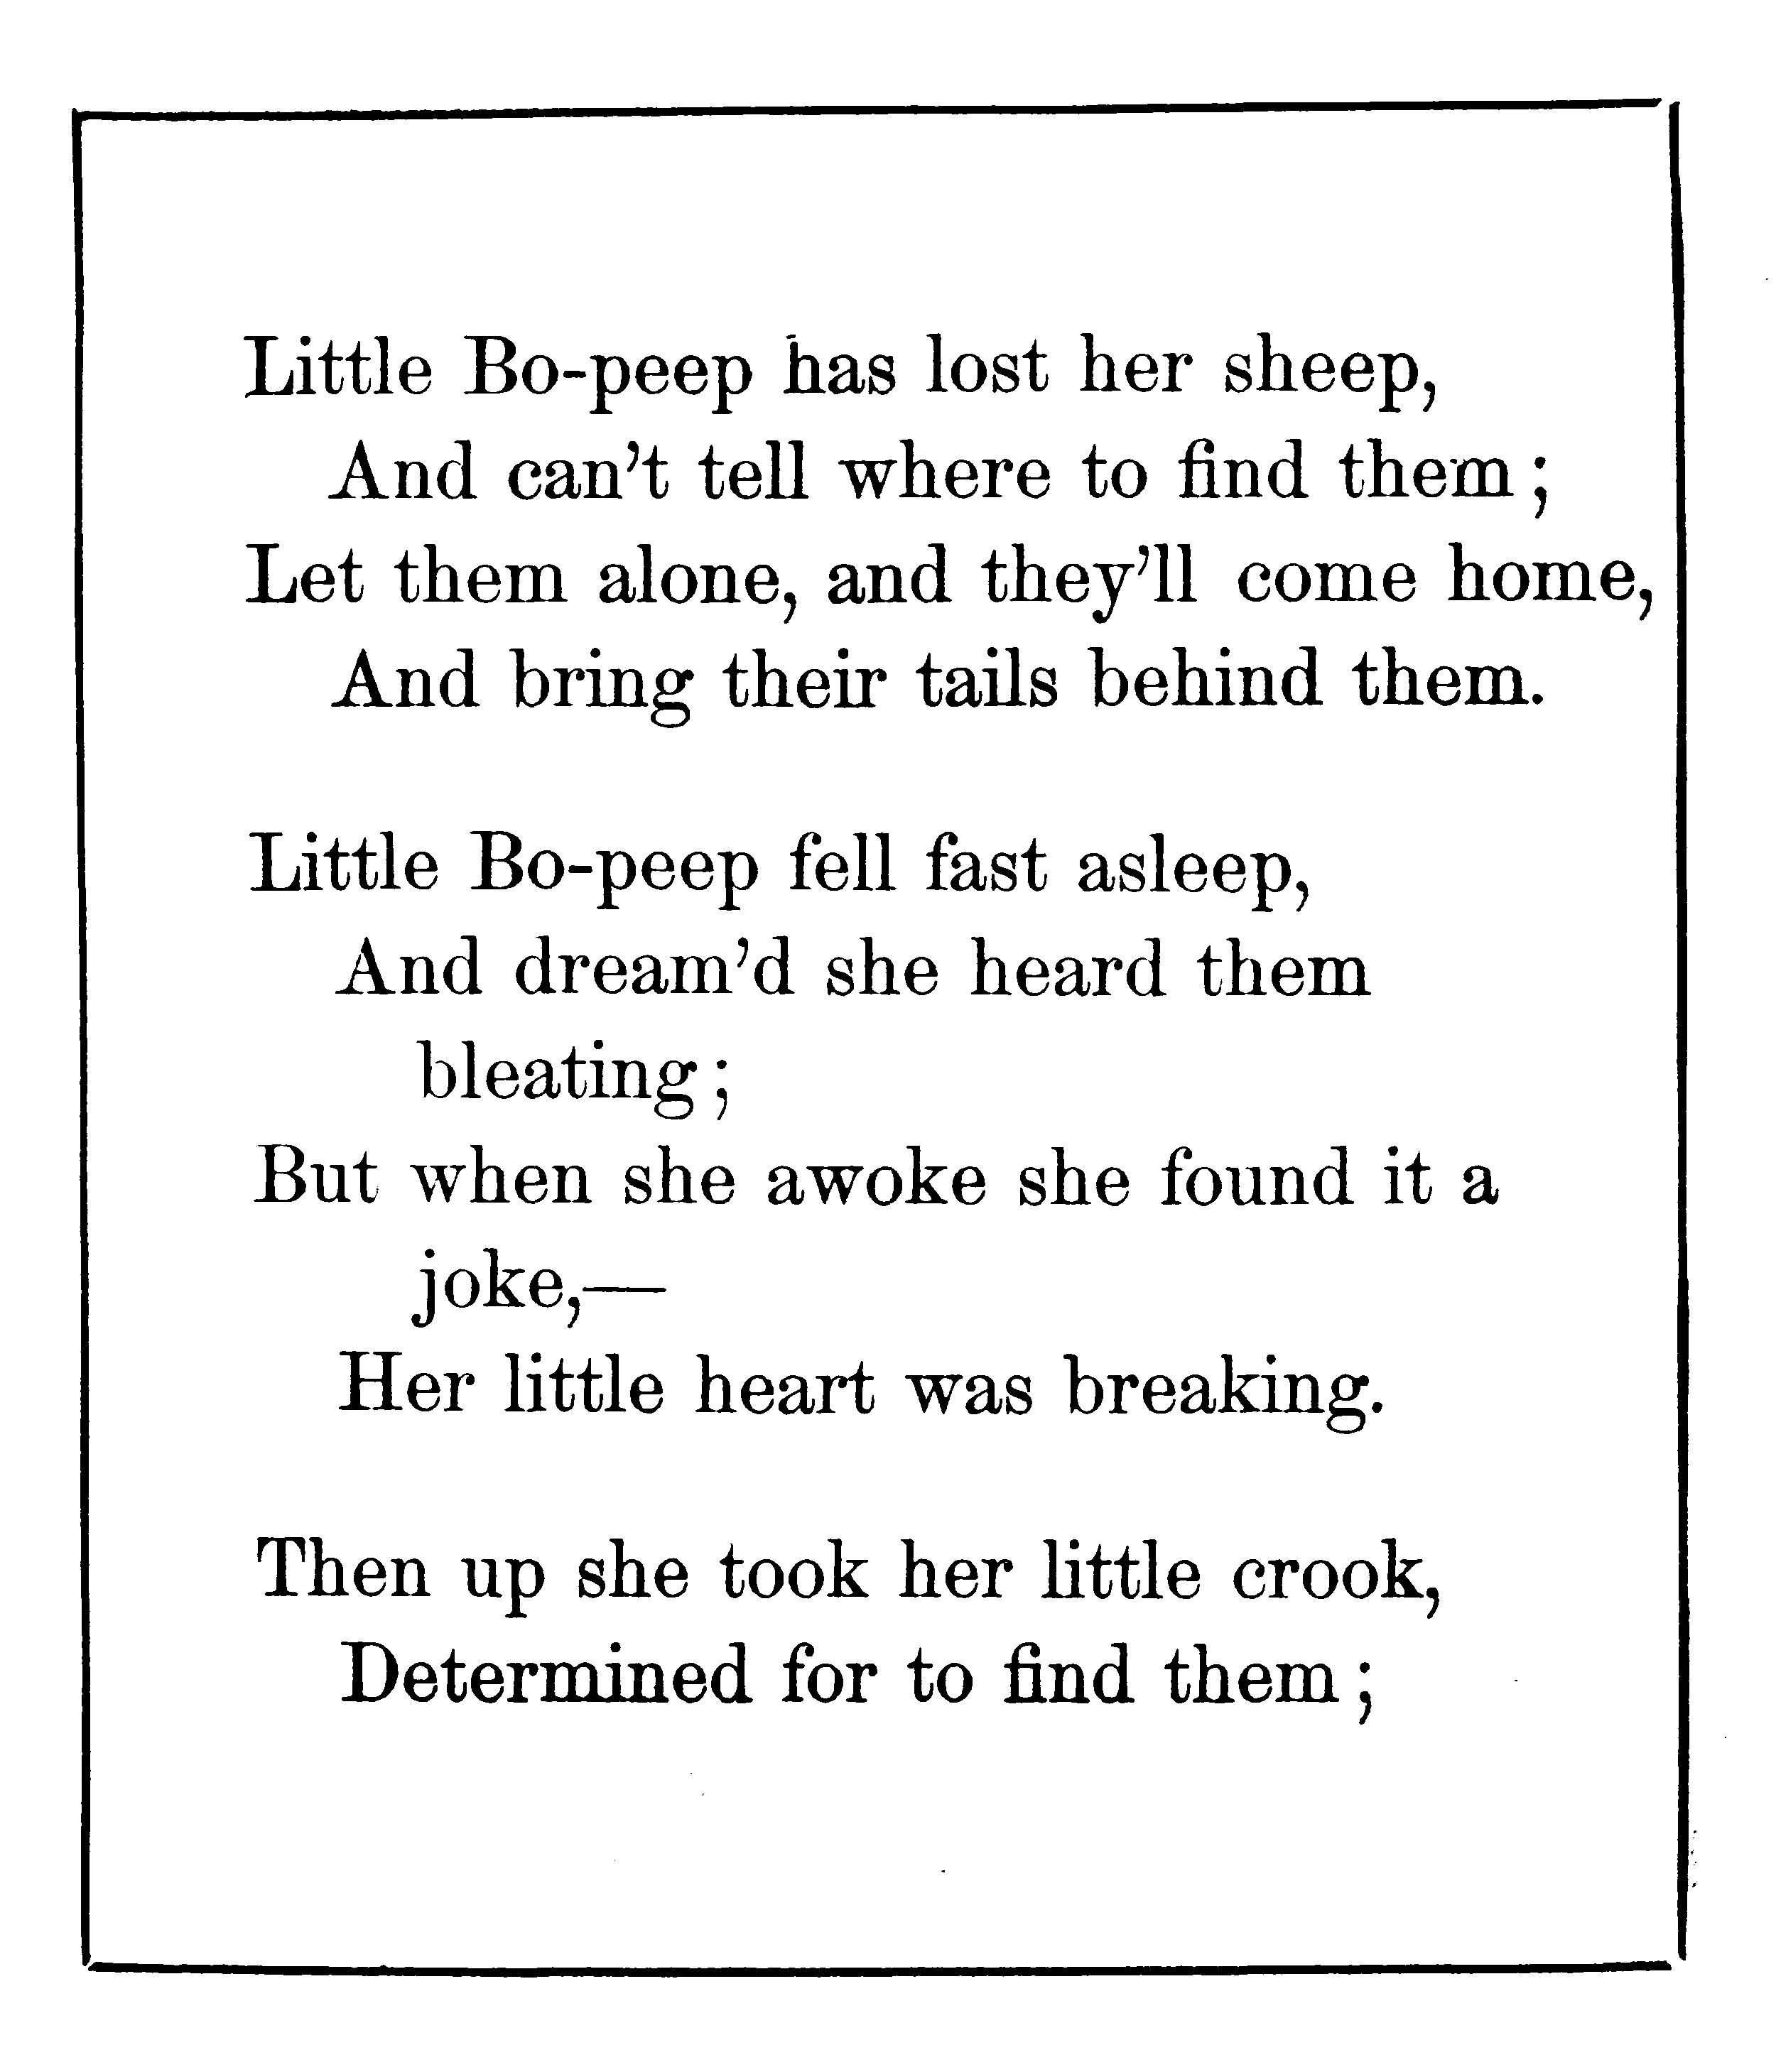 Little Bo-peep has lost her sheep,
And can't tell where to find them;
Let them alone, and they'll come home,
And bring their tails behind them.

Little Bo-peep fell fast asleep,
And dream'd she heard them
bleating;
But when she awoke she found it a
joke,—
Her little heart was breaking.

Then up she took her little crook,
Determined for to find them;